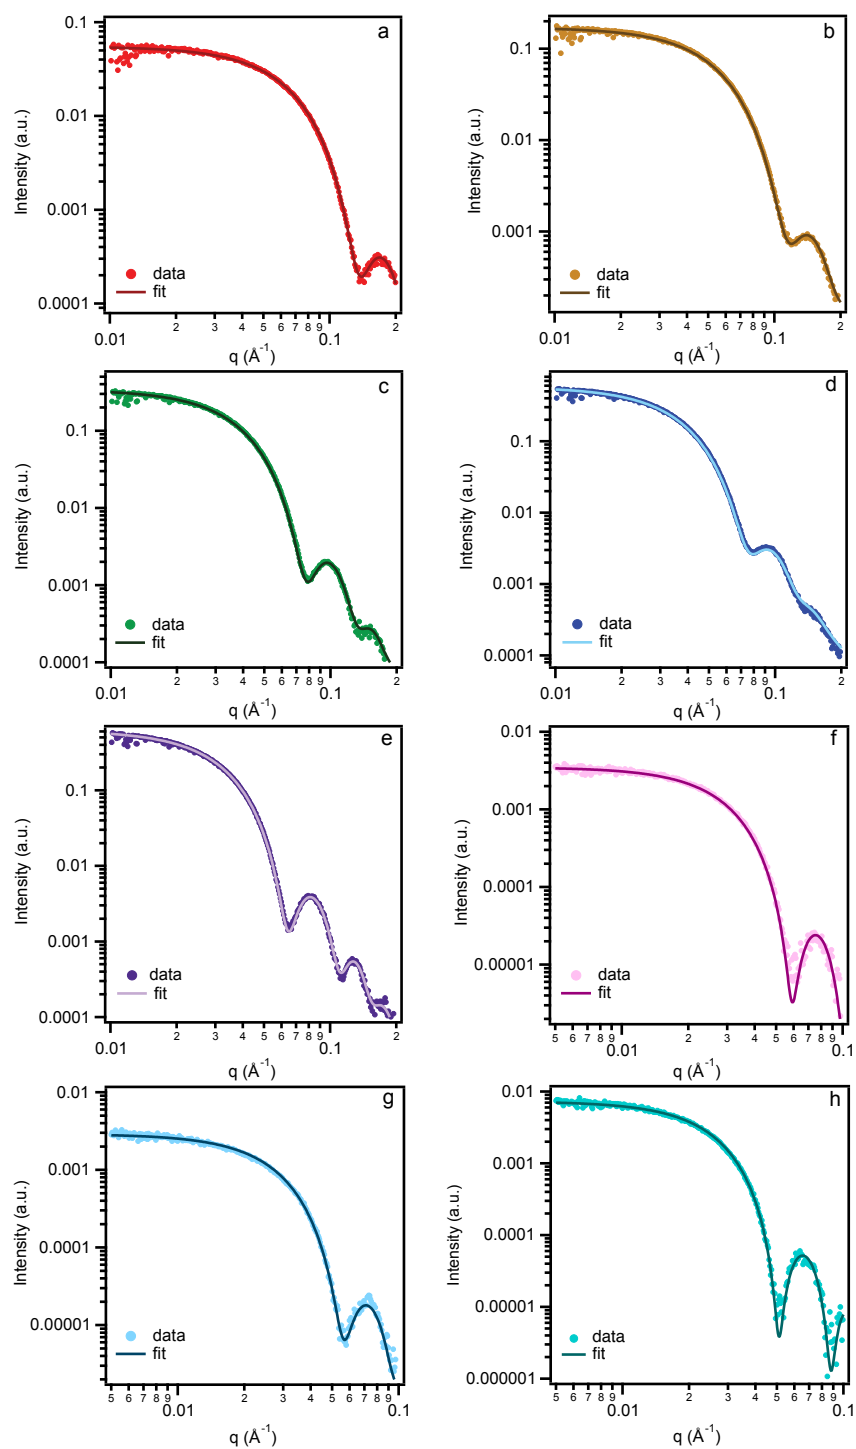 a
0.1
0.01
0.001
0.0001
Intensity (a.u.)
data
fit
2 3 4 5 6 7 8 9 2
0.01 0.1
q (Å⁻¹)
b
0.1
0.01
0.001
Intensity (a.u.)
data
fit
2 3 4 5 6 7 8 9 2
0.01 0.1
q (Å⁻¹)
c
0.1
0.01
0.001
0.0001
Intensity (a.u.)
data
fit
2 3 4 5 6 7 8 9 2
0.01 0.1
q (Å⁻¹)
d
0.1
0.01
0.001
0.0001
Intensity (a.u.)
data
fit
2 3 4 5 6 7 8 9 2
0.01 0.1
q (Å⁻¹)
e
0.1
0.01
0.001
0.0001
Intensity (a.u.)
data
fit
2 3 4 5 6 7 8 9 2
0.01 0.1
q (Å⁻¹)
f
0.01
0.001
0.0001
0.00001
Intensity (a.u.)
data
fit
5 6 7 8 9 2 3 4 5 6 7 8 9
0.01 0.1
q (Å⁻¹)
g
0.01
0.001
0.0001
0.00001
Intensity (a.u.)
data
fit
5 6 7 8 9 2 3 4 5 6 7 8 9
0.01 0.1
q (Å⁻¹)
h
0.01
0.001
0.0001
0.00001
0.000001
Intensity (a.u.)
data
fit
5 6 7 8 9 2 3 4 5 6 7 8 9
0.01 0.1
q (Å⁻¹)